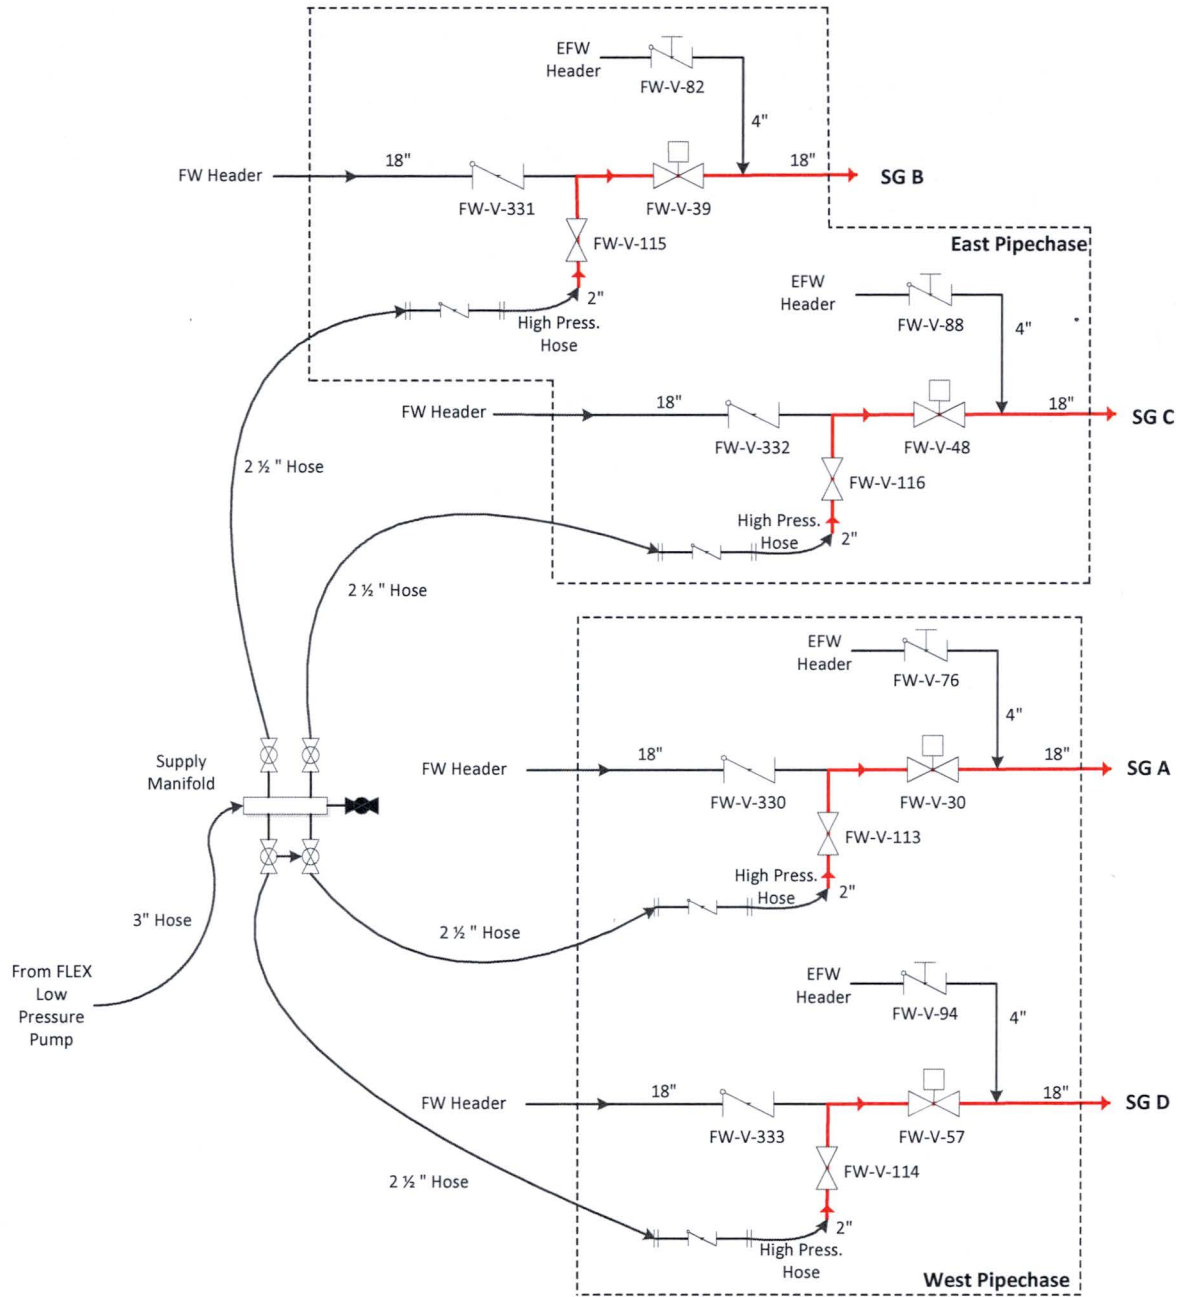 EFW
Header
FW-V-82
4"
FW Header
18"
18"
SG B
FW-V-331
FW-V-39
FW-V-115
East Pipechase
2"
High Press.
Hose
EFW
Header
FW-V-88
4"
FW Header
18"
18"
SG C
FW-V-332
FW-V-48
2 ½ " Hose
FW-V-116
High Press.
Hose
2"
2 ½ " Hose
EFW
Header
FW-V-76
4"
Supply
Manifold
FW Header
18"
18"
SG A
FW-V-330
FW-V-30
FW-V-113
High Press.
Hose
2"
3" Hose
2 ½ " Hose
From FLEX
Low
Pressure
Pump
EFW
Header
FW-V-94
4"
FW Header
18"
18"
SG D
FW-V-333
FW-V-57
FW-V-114
2 ½ " Hose
2"
High Press.
Hose
West Pipechase